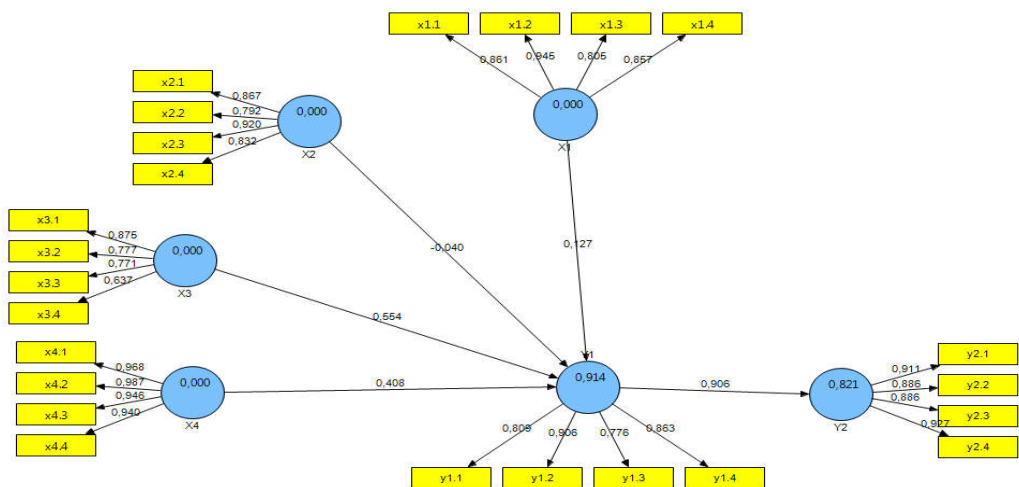 x1.1
x1.2
x1.3
x1.4
0,861
0,945
0,805
0,857
0,000
X1
x2.1
x2.2
x2.3
x2.4
0,867
0,792
0,920
0,832
0,000
X2
x3.1
x3.2
x3.3
x3.4
0,875
0,777
0,771
0,637
0,000
X3
-0,040
0,127
0,554
x4.1
x4.2
x4.3
x4.4
0,968
0,987
0,946
0,940
0,000
X4
0,408
Y1
0,914
0,906
0,821
Y2
0,911
0,886
0,886
0,927
y2.1
y2.2
y2.3
y2.4
0,809
0,906
0,776
0,863
y1.1
y1.2
y1.3
y1.4